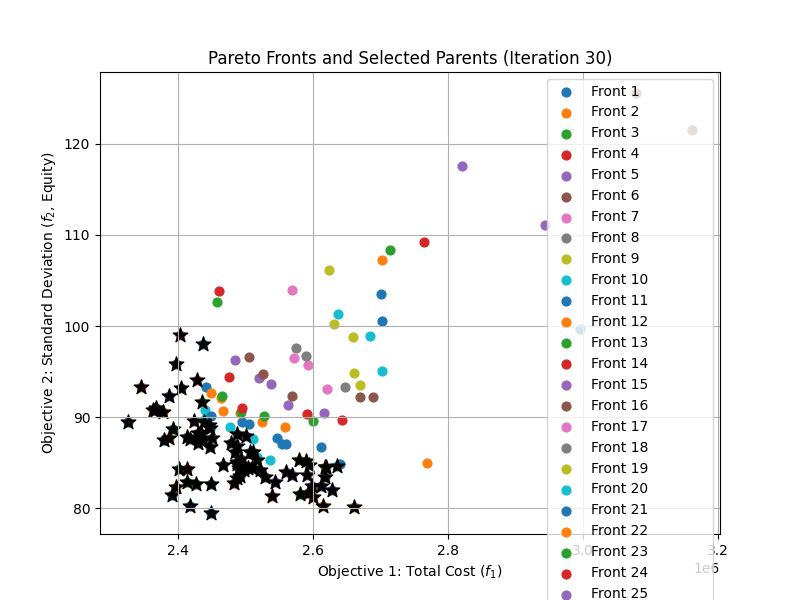 Pareto Fronts and Selected Parents (Iteration 30)
Objective 2: Standard Deviation (f₂, Equity)
120
110
100
90
80
2.4
2.6
2.8
3.0
3.2
1e6
Objective 1: Total Cost (f₁)
Front 1
Front 2
Front 3
Front 4
Front 5
Front 6
Front 7
Front 8
Front 9
Front 10
Front 11
Front 12
Front 13
Front 14
Front 15
Front 16
Front 17
Front 18
Front 19
Front 20
Front 21
Front 22
Front 23
Front 24
Front 25